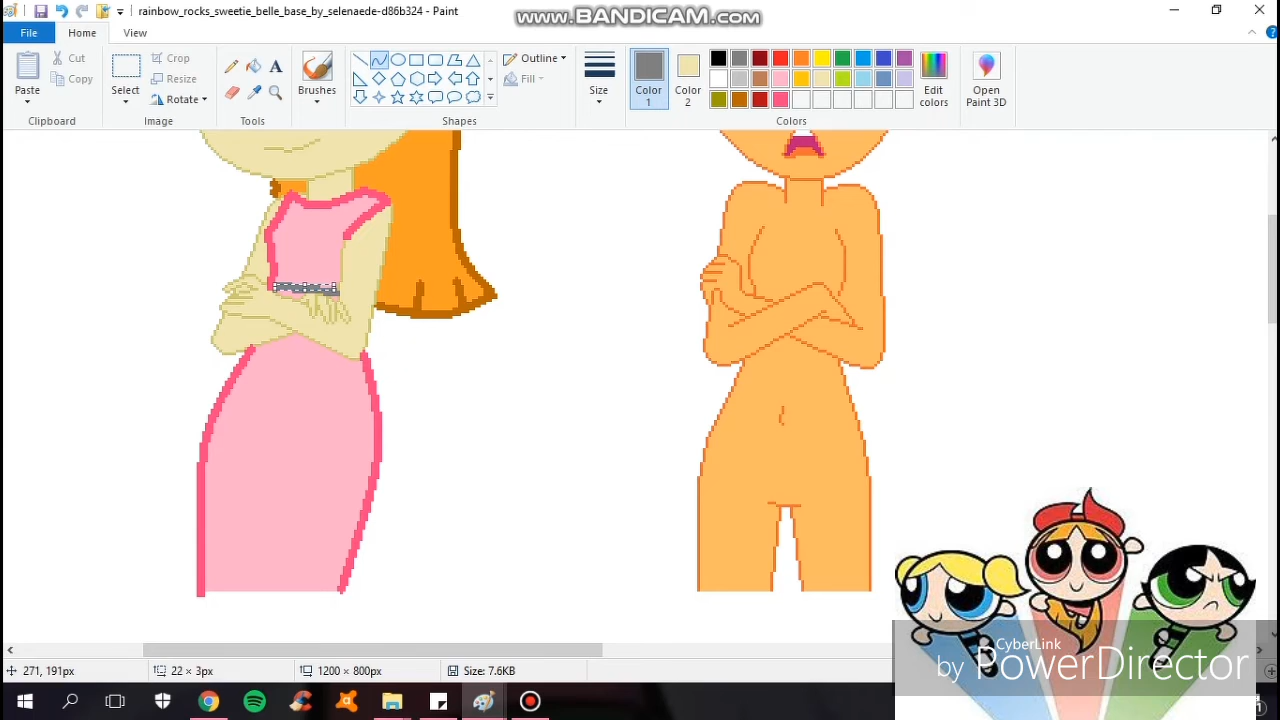 rainbow_rocks_sweetie_belle_base_by_selenaede-d86b324 - Paint
www.BANDICAM.com
File
Home
View
Paste
Cut
Copy
Clipboard
Select
Crop
Resize
Rotate
Image
Tools
Brushes
Shapes
Outline
Fill
Size
Color 1
Color 2
Edit colors
Colors
Open Paint 3D
CyberLink
by PowerDirector
271, 191px
22 × 3px
1200 × 800px
Size: 7.6KB